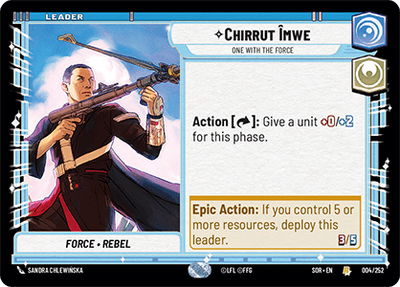 LEADER
CHIRRUT ÎMWE
ONE WITH THE FORCE
Action [ ]: Give a unit +0/+2
for this phase.
Epic Action: If you control 5 or
more resources, deploy this
leader.
3/5
FORCE • REBEL
SANDRA CHLEWIŃSKA
©LFL ©FFG
SOR • EN
004/252